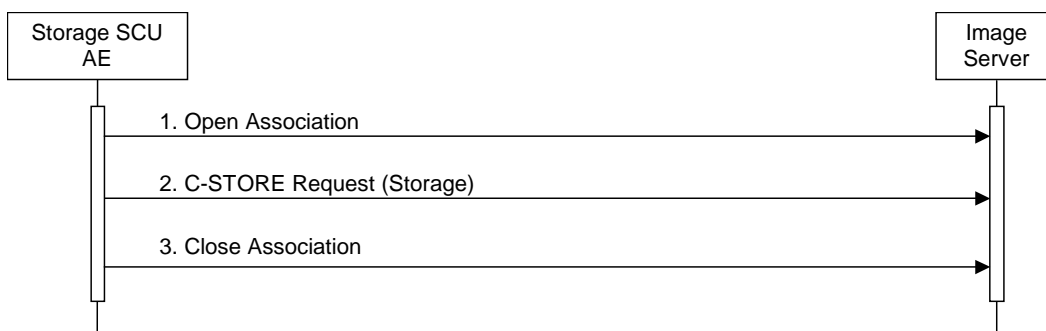 Storage SCU
AE
Image
Server
1. Open Association
2. C-STORE Request (Storage)
3. Close Association